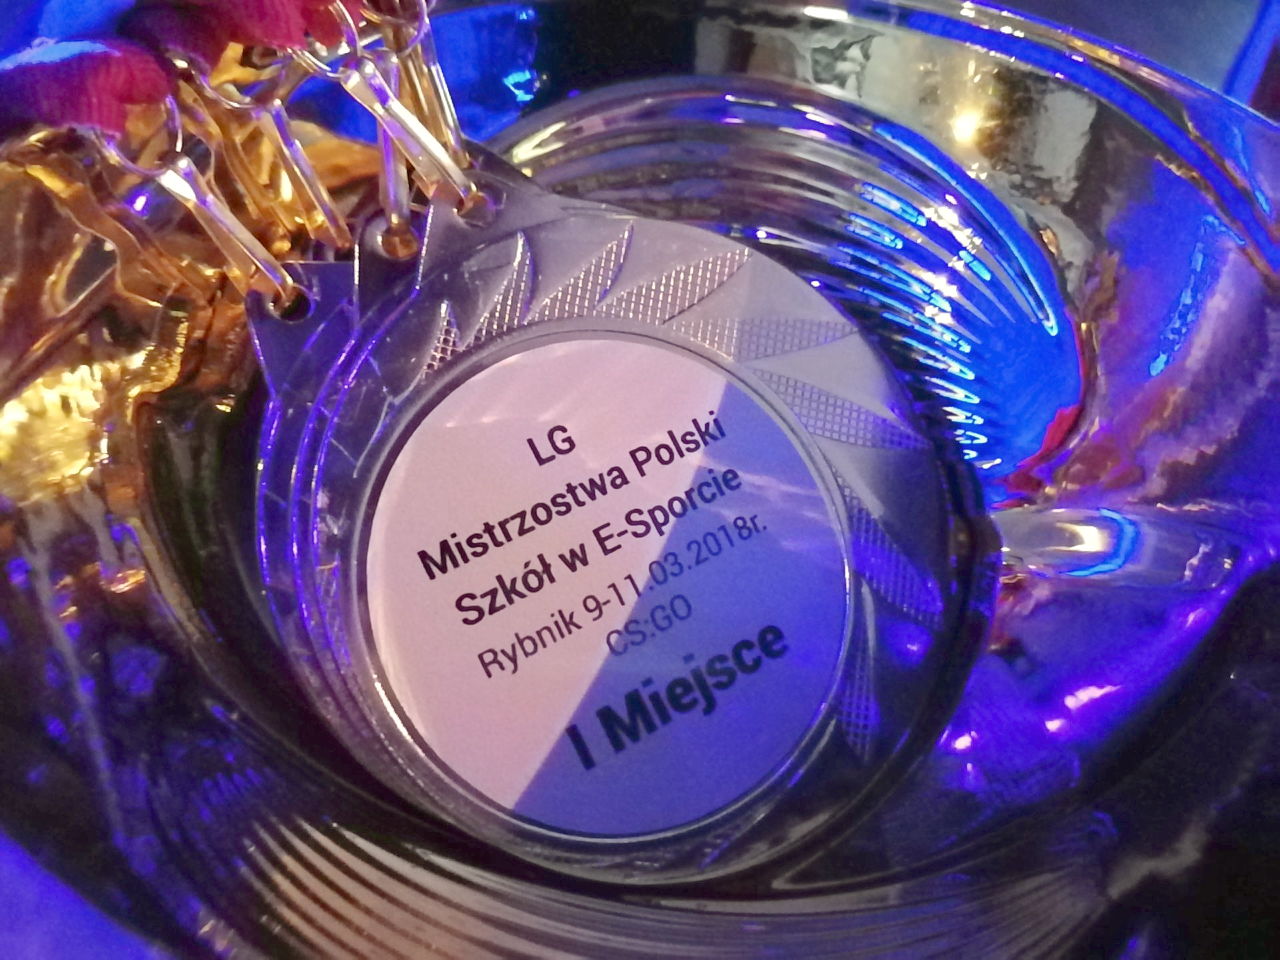 LG
Mistrzostwa Polski
Szkół w E-Sporcie
Rybnik 9-11.03.2018r.
CS:GO
I Miejsce